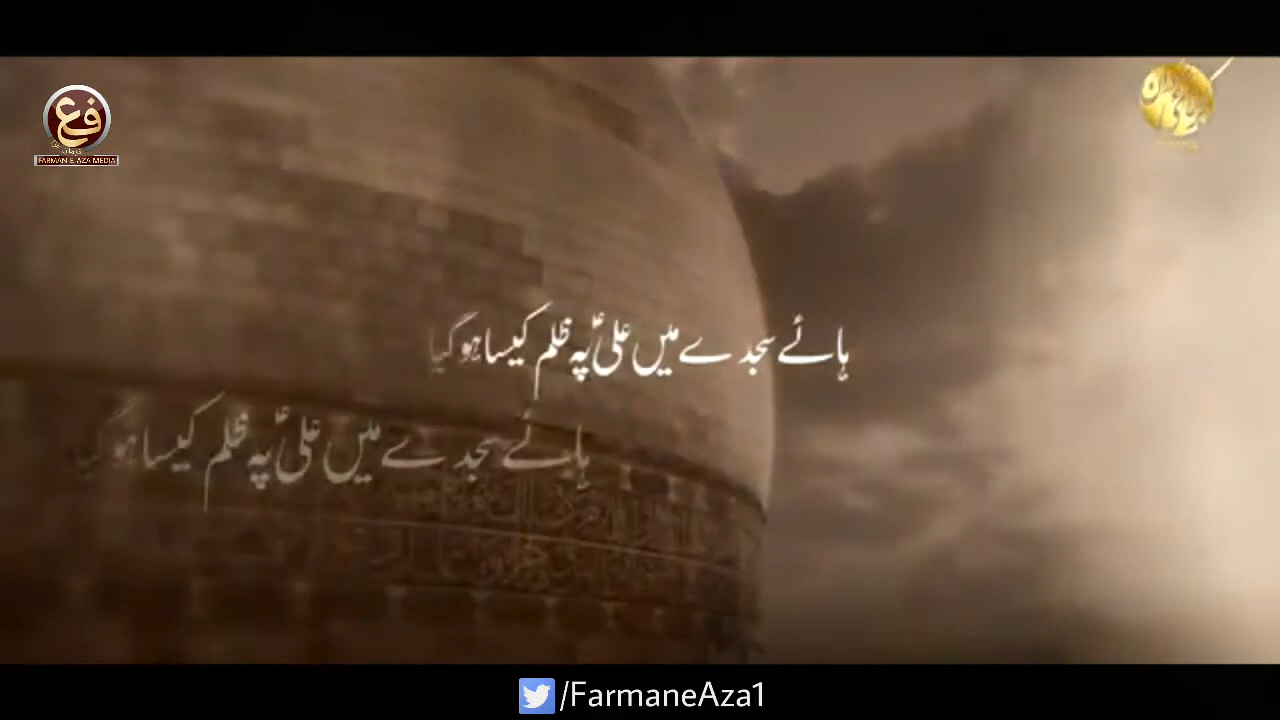 فع
FARMAN E AZA MEDIA
ہائے سجدے میں علیؑ پہ ظلم کیسا ہو گیا
ہائے سجدے میں علیؑ پہ ظلم کیسا ہو گیا
/FarmaneAza1